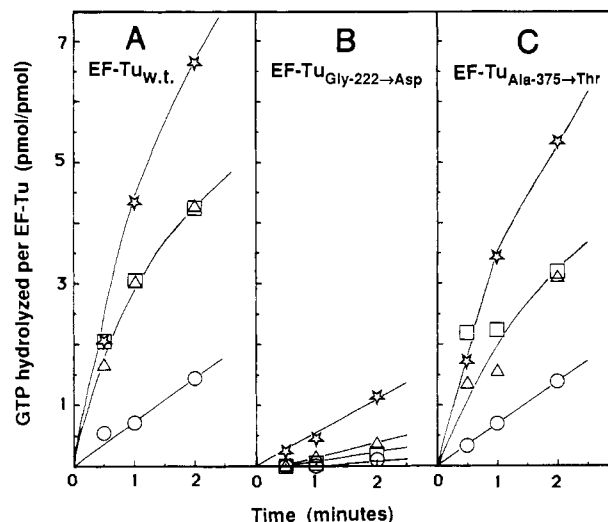 A
EF-Tuw.t.
B
EF-TuGly-222→Asp
C
EF-TuAla-375→Thr
GTP hydrolyzed per EF-Tu (pmol/pmol)
7
5
3
1
0 1 2
0 1 2
0 1 2
Time (minutes)